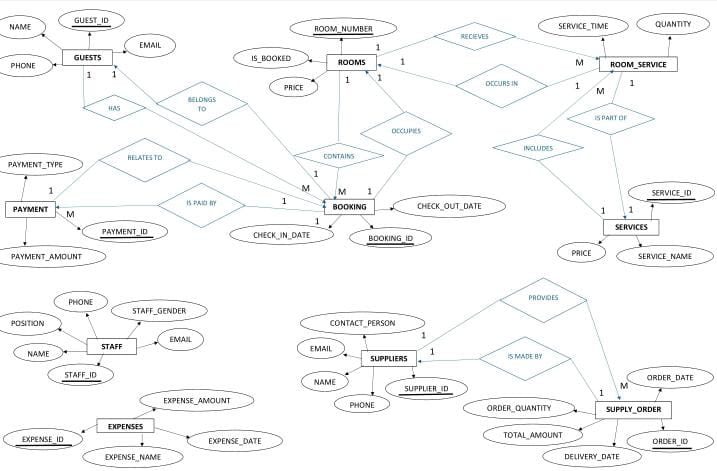 GUEST_ID
NAME
GUESTS
EMAIL
PHONE
1
1
HAS
BELONGS
TO
ROOM_NUMBER
IS_BOOKED
ROOMS
PRICE
1
1
1
1
RECIEVES
OCCURS IN
CONTAINS
OCCUPIES
SERVICE_TIME
QUANTITY
ROOM_SERVICE
M
1
M
1
IS PART OF
INCLUDES
PAYMENT_TYPE
RELATES TO
IS PAID BY
PAYMENT
1
M
PAYMENT_ID
PAYMENT_AMOUNT
1
M
M
1
1
1
BOOKING
CHECK_OUT_DATE
CHECK_IN_DATE
BOOKING_ID
SERVICE_ID
1
1
SERVICES
PRICE
SERVICE_NAME
PHONE
STAFF_GENDER
POSITION
STAFF
EMAIL
NAME
STAFF_ID
EXPENSE_AMOUNT
EXPENSES
EXPENSE_ID
EXPENSE_DATE
EXPENSE_NAME
CONTACT_PERSON
EMAIL
SUPPLIERS
NAME
SUPPLIER_ID
PHONE
1
1
PROVIDES
IS MADE BY
1
M
ORDER_DATE
ORDER_QUANTITY
SUPPLY_ORDER
TOTAL_AMOUNT
ORDER_ID
DELIVERY_DATE